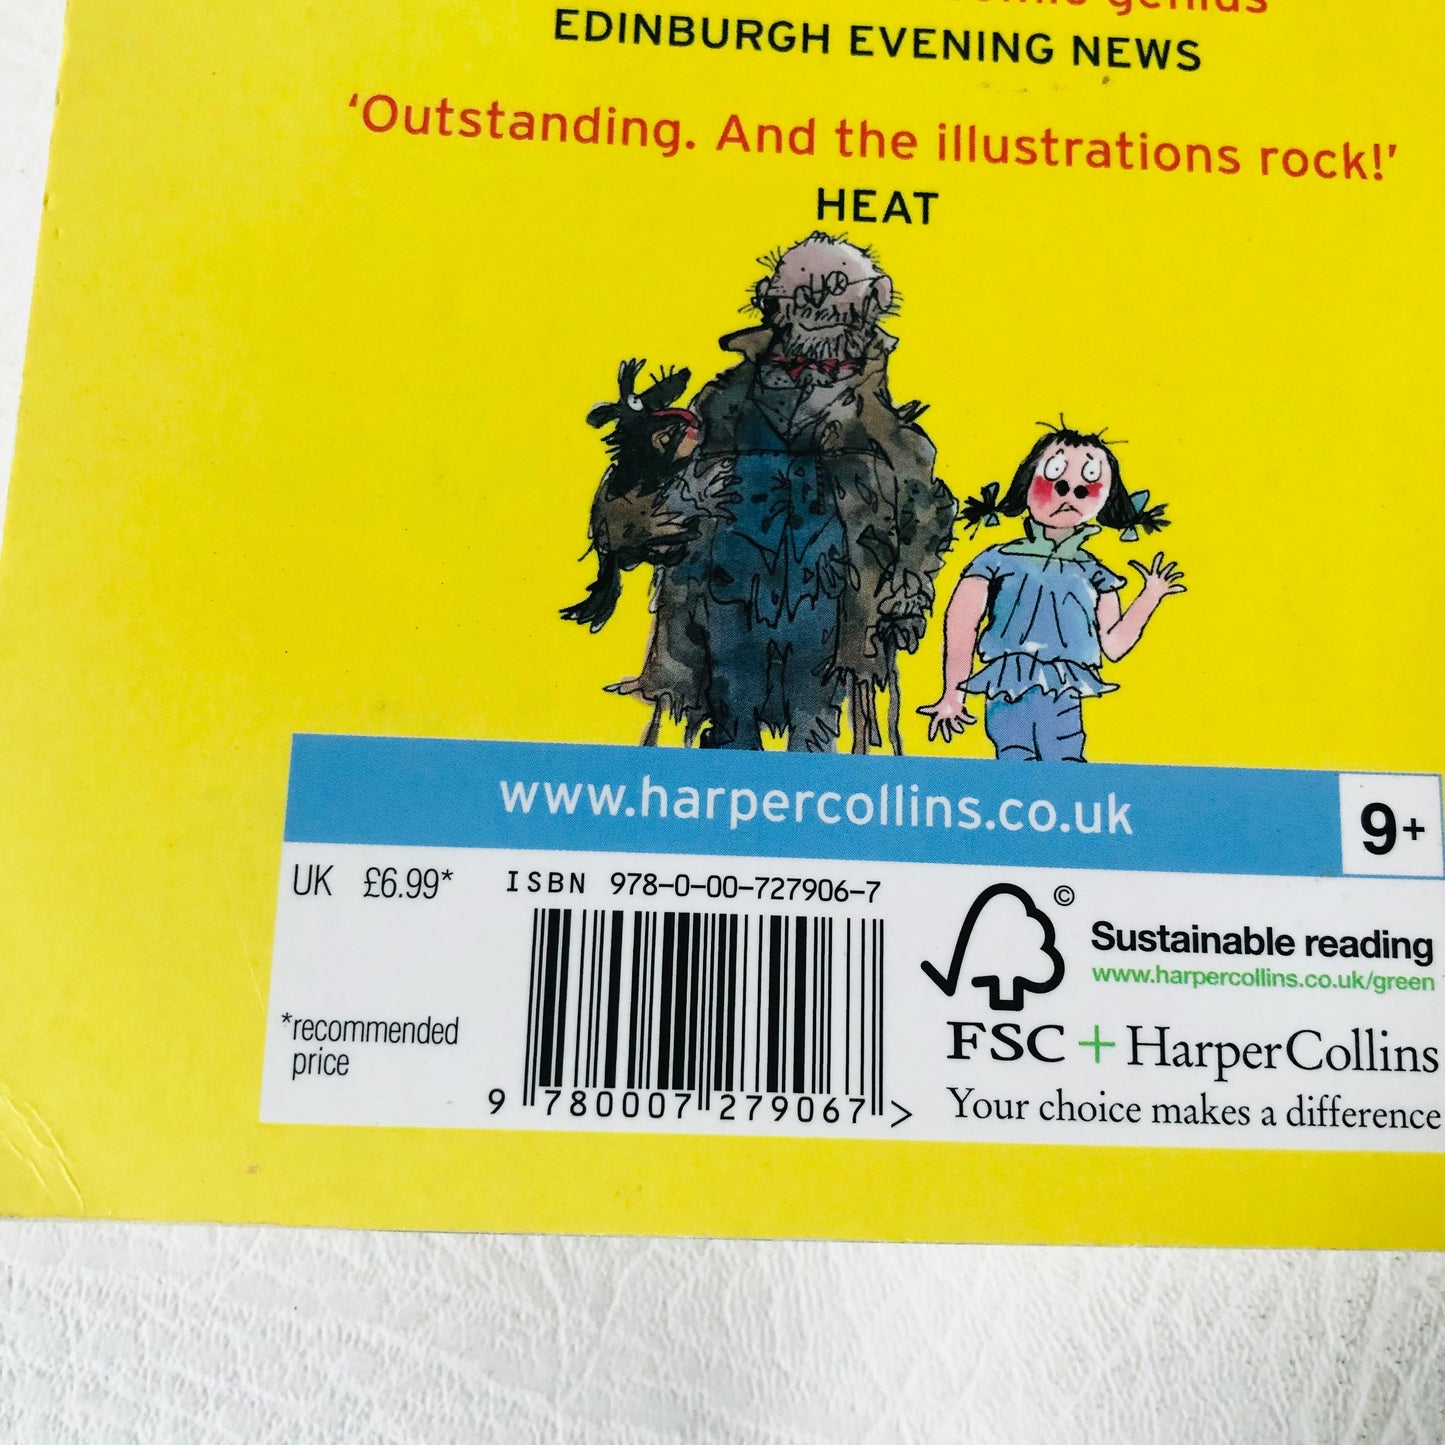 genius
EDINBURGH EVENING NEWS
‘Outstanding. And the illustrations rock!’
HEAT
www.harpercollins.co.uk
9+
UK £6.99*
ISBN 978-0-00-727906-7
*recommended
price
9 780007 279067 >
©
Sustainable reading
www.harpercollins.co.uk/green
FSC + HarperCollins
Your choice makes a difference